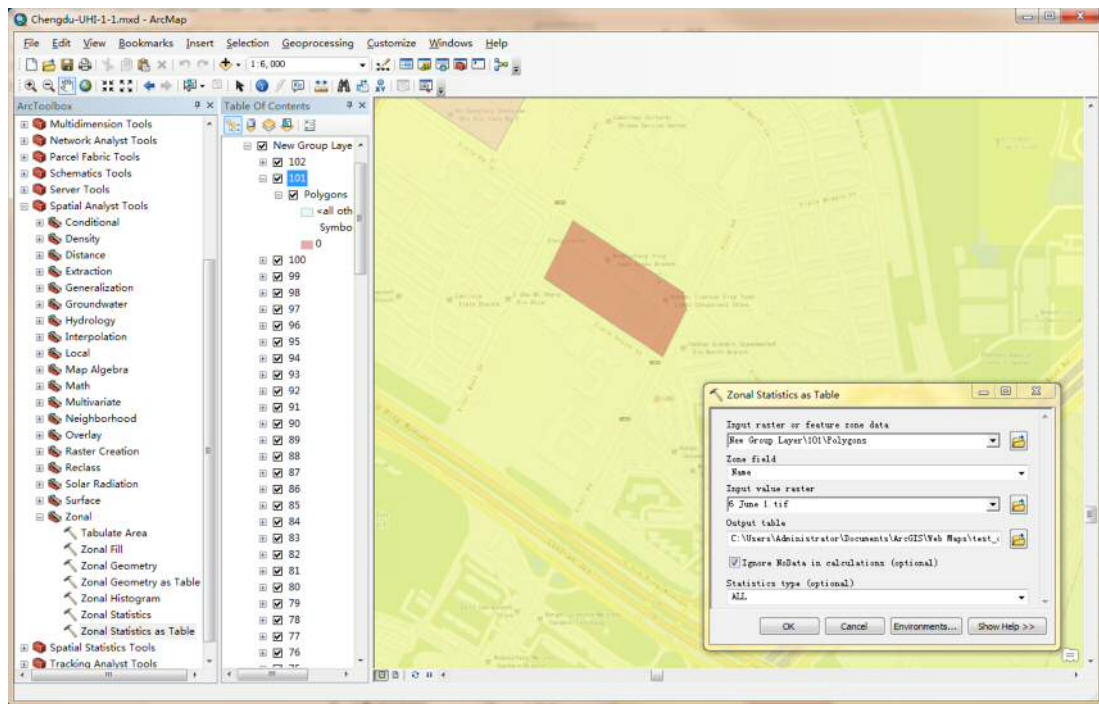 Chengdu-UHI-1-1.mxd - ArcMap
File Edit View Bookmarks Insert Selection Geoprocessing Customize Windows Help
1:6,000
ArcToolbox
Multidimension Tools
Network Analyst Tools
Parcel Fabric Tools
Schematics Tools
Server Tools
Spatial Analyst Tools
Conditional
Density
Distance
Extraction
Generalization
Groundwater
Hydrology
Interpolation
Local
Map Algebra
Math
Multivariate
Neighborhood
Overlay
Raster Creation
Reclass
Solar Radiation
Surface
Zonal
Tabulate Area
Zonal Fill
Zonal Geometry
Zonal Geometry as Table
Zonal Histogram
Zonal Statistics
Zonal Statistics as Table
Spatial Statistics Tools
Tracking Analyst Tools
Table Of Contents
New Group Laye
102
101
Polygons
<all oth
Symbo
0
100
99
98
97
96
95
94
93
92
91
90
89
88
87
86
85
84
83
82
81
80
79
78
77
76
Zonal Statistics as Table
Input raster or feature zone data
New Group Layer\101\Polygons
Zone field
Name
Input value raster
6 June 1.tif
Output table
C:\Users\Administrator\Documents\ArcGIS\Web Maps\test_
Ignore NoData in calculations (optional)
Statistics type (optional)
ALL
OK Cancel Environments... Show Help >>